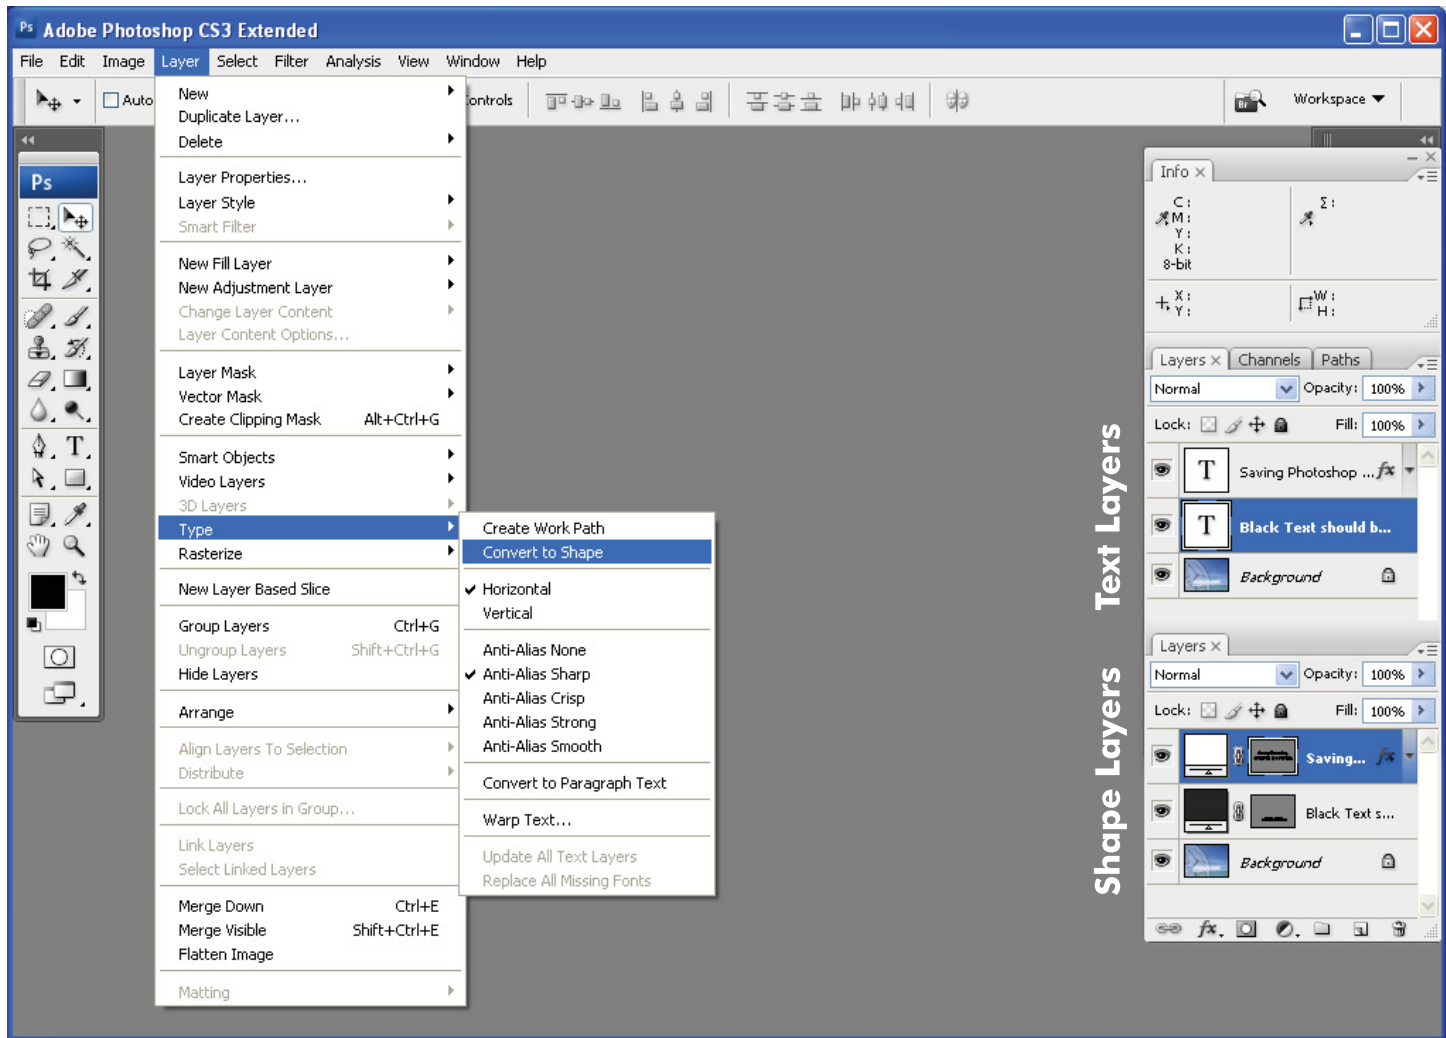 Ps Adobe Photoshop CS3 Extended
File Edit Image Layer Select Filter Analysis View Window Help
Auto
ontrols
Br
Workspace
Ps
T
New
Duplicate Layer...
Delete
Layer Properties...
Layer Style
Smart Filter
New Fill Layer
New Adjustment Layer
Change Layer Content
Layer Content Options...
Layer Mask
Vector Mask
Create Clipping Mask Alt+Ctrl+G
Smart Objects
Video Layers
3D Layers
Type
Rasterize
New Layer Based Slice
Group Layers Ctrl+G
Ungroup Layers Shift+Ctrl+G
Hide Layers
Arrange
Align Layers To Selection
Distribute
Lock All Layers in Group...
Link Layers
Select Linked Layers
Merge Down Ctrl+E
Merge Visible Shift+Ctrl+E
Flatten Image
Matting
Create Work Path
Convert to Shape
Horizontal
Vertical
Anti-Alias None
Anti-Alias Sharp
Anti-Alias Crisp
Anti-Alias Strong
Anti-Alias Smooth
Convert to Paragraph Text
Warp Text...
Update All Text Layers
Replace All Missing Fonts
Info
C:
M:
Y:
K:
8-bit
Σ:
X:
Y:
W:
H:
Text Layers
Layers Channels Paths
Normal Opacity: 100%
Lock: Fill: 100%
T Saving Photoshop ... fx
T Black Text should b...
Background
Shape Layers
Layers
Normal Opacity: 100%
Lock: Fill: 100%
Saving... fx
Black Text s...
Background
fx